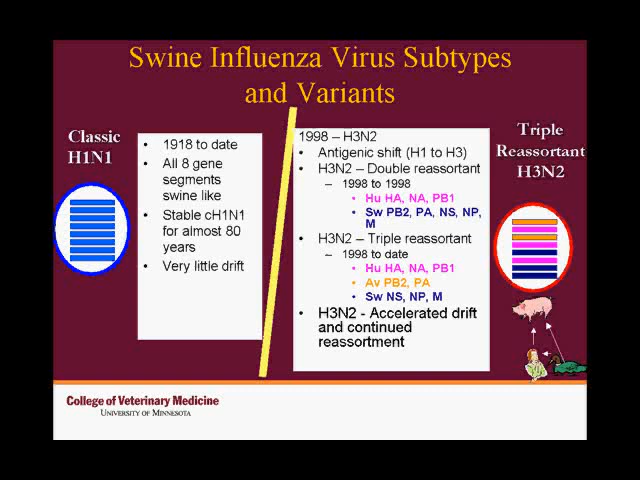 Swine Influenza Virus Subtypes
and Variants
Classic
H1N1
• 1918 to date
• All 8 gene
segments
swine like
• Stable cH1N1
for almost 80
years
• Very little drift
1998 – H3N2
• Antigenic shift (H1 to H3)
• H3N2 – Double reassortant
– 1998 to 1998
• Hu HA, NA, PB1
• Sw PB2, PA, NS, NP,
M
• H3N2 – Triple reassortant
– 1998 to date
• Hu HA, NA, PB1
• Av PB2, PA
• Sw NS, NP, M
• H3N2 - Accelerated drift
and continued
reassortment
Triple
Reassortant
H3N2
College of Veterinary Medicine
UNIVERSITY OF MINNESOTA